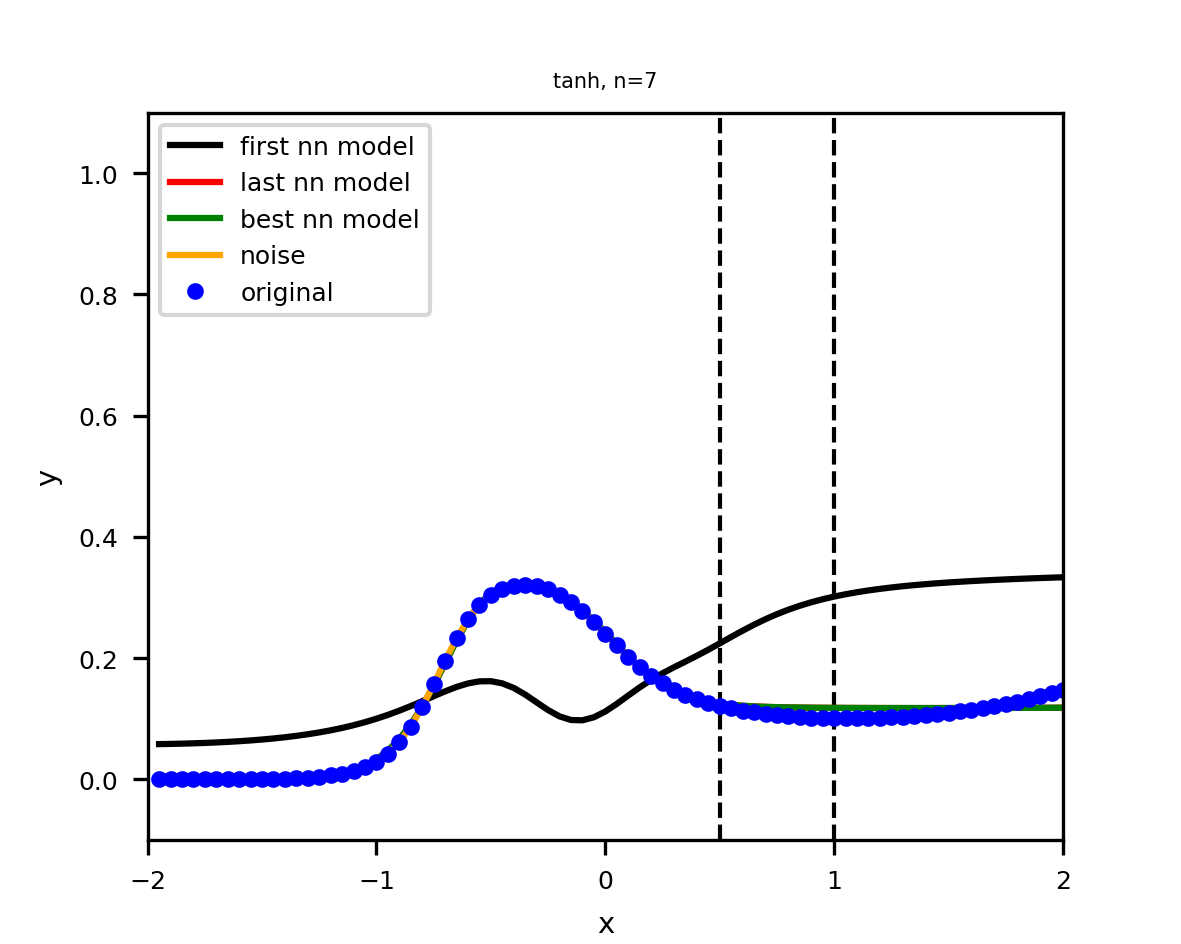 tanh, n=7
first nn model
last nn model
best nn model
noise
original
1.0
0.8
0.6
0.4
0.2
0.0
y
−2
−1
0
1
2
x